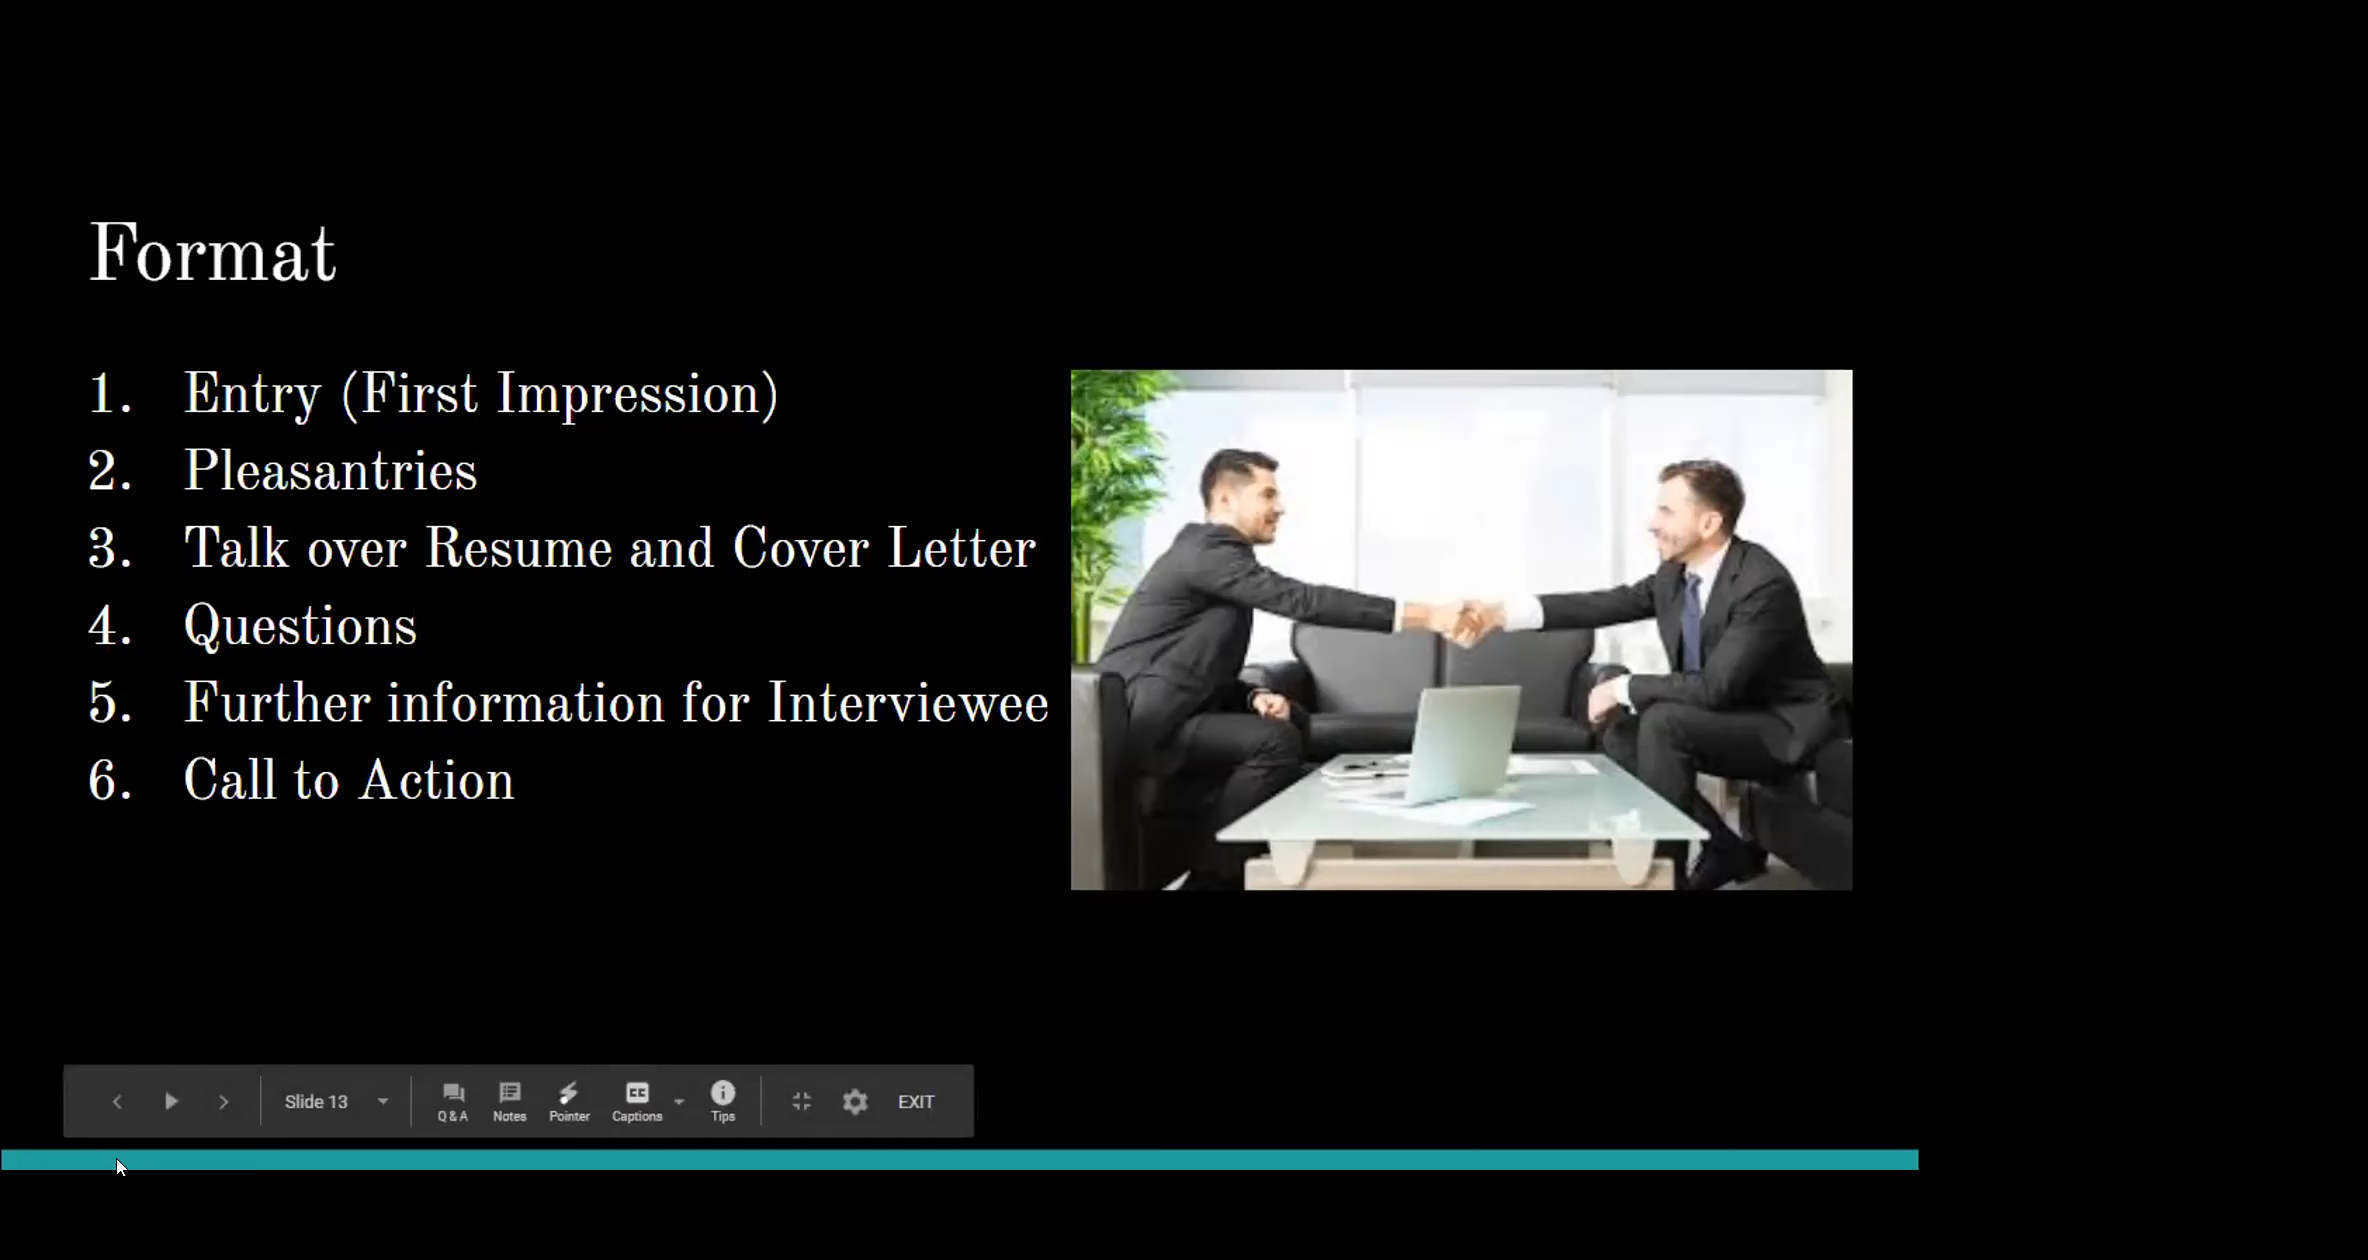 Format
1. Entry (First Impression)
2. Pleasantries
3. Talk over Resume and Cover Letter
4. Questions
5. Further information for Interviewee
6. Call to Action
Slide 13
Q & A
Notes
Pointer
CC
Captions
Tips
EXIT